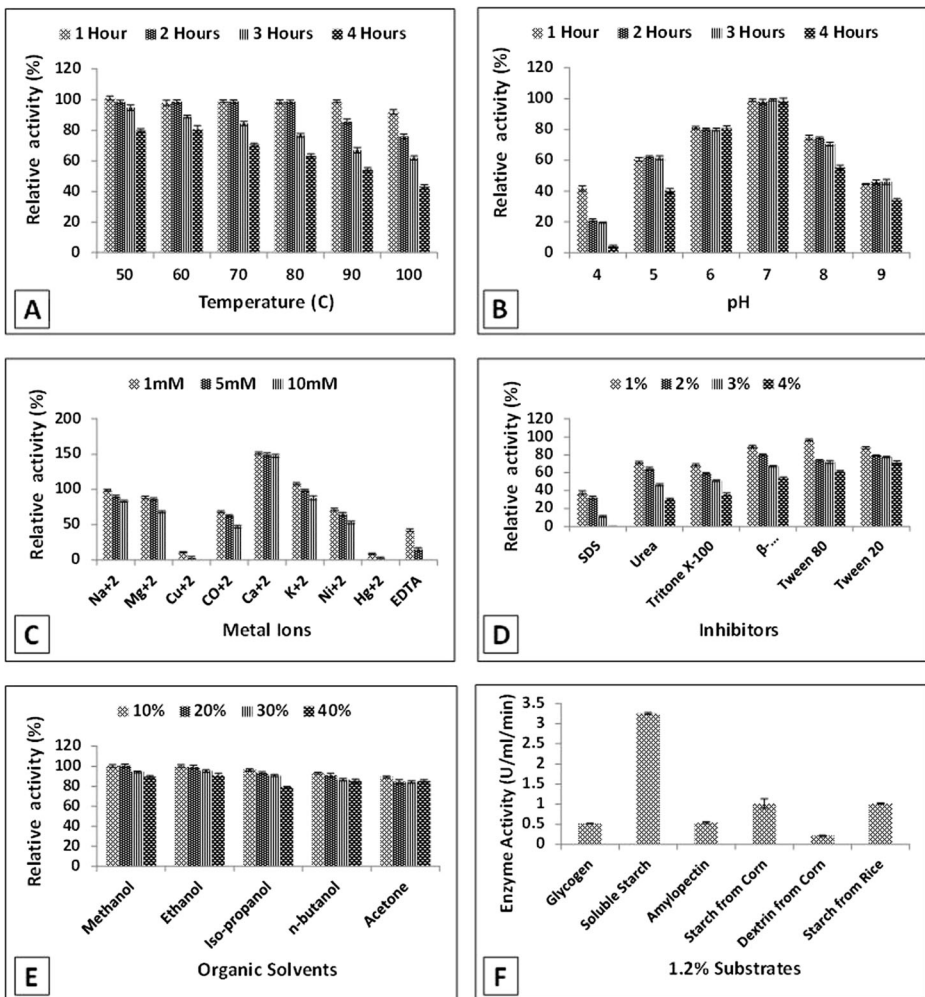 1 Hour 2 Hours 3 Hours 4 Hours
Relative activity (%)
120
100
80
60
40
20
0
50 60 70 80 90 100
Temperature (C)
A
1 Hour 2 Hours 3 Hours 4 Hours
Relative activity (%)
120
100
80
60
40
20
0
4 5 6 7 8 9
pH
B
1mM 5mM 10mM
Relative activity (%)
200
150
100
50
0
Na+2 Mg+2 Cu+2 CO+2 Ca+2 K+2 Ni+2 Hg+2 EDTA
Metal Ions
C
1% 2% 3% 4%
Relative activity (%)
120
100
80
60
40
20
0
SDS Urea Tritone X-100 β-... Tween 80 Tween 20
Inhibitors
D
10% 20% 30% 40%
Relative activity (%)
120
100
80
60
40
20
0
Methanol Ethanol Iso-propanol n-butanol Acetone
Organic Solvents
E
Enzyme Activity (U/ml/min)
3.5
3
2.5
2
1.5
1
0.5
0
Glycogen Soluble Starch Amylopectin Starch from Corn Dextrin from Corn Starch from Rice
1.2% Substrates
F